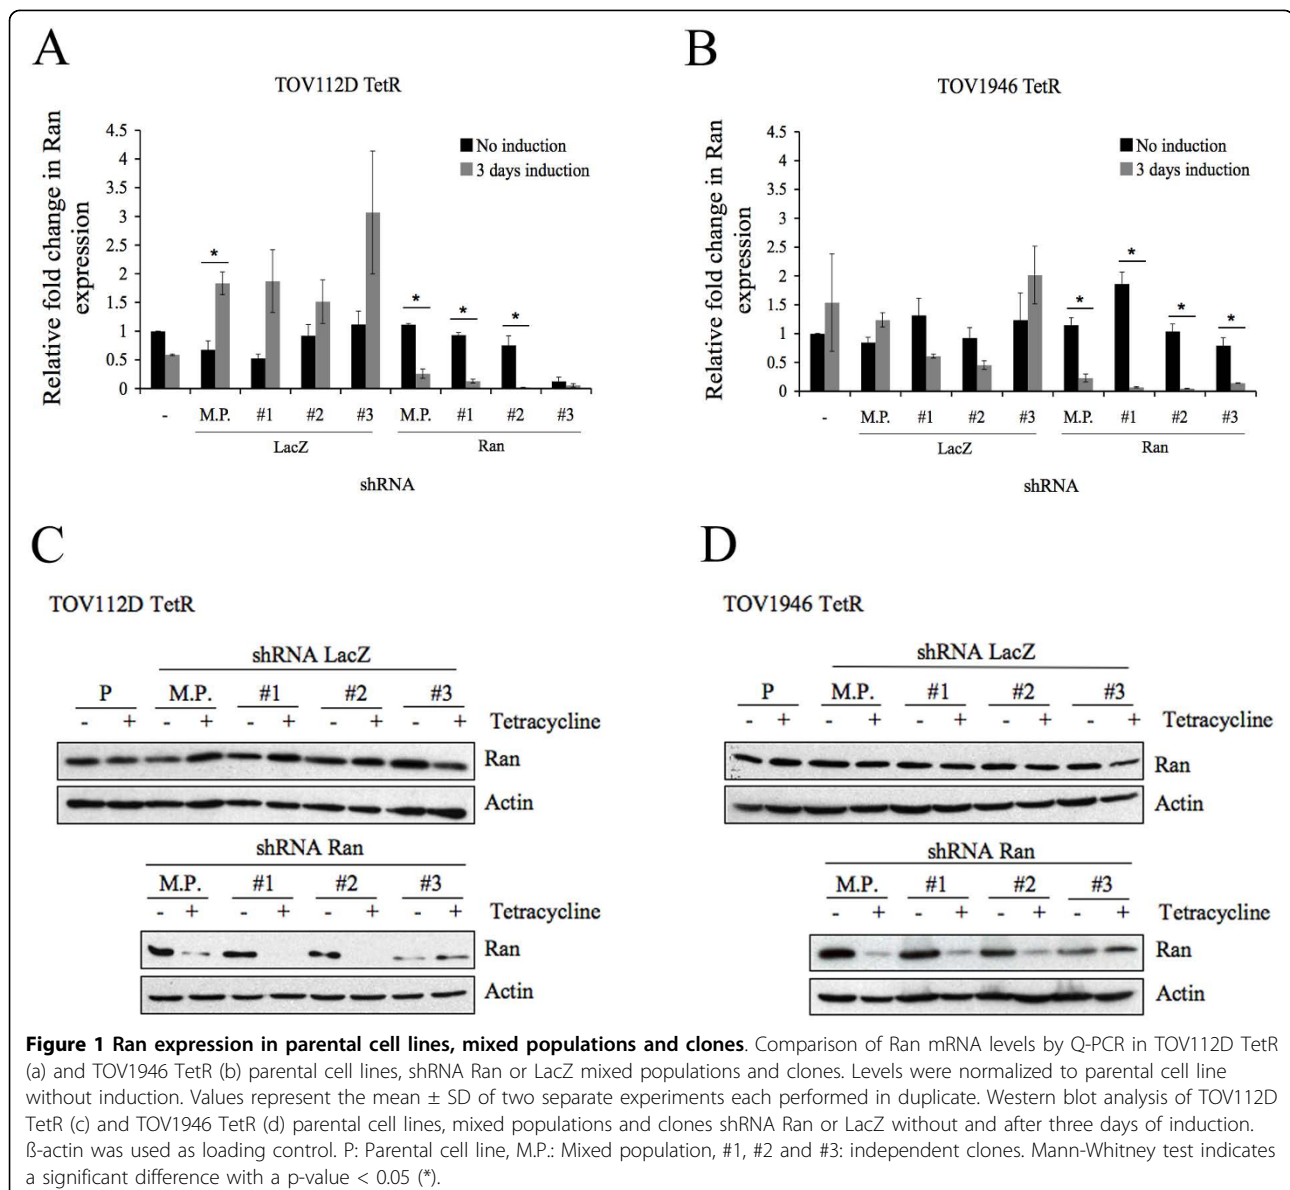 A
TOV112D TetR
Relative fold change in Ran
expression
4.5
4
3.5
3
2.5
2
1.5
1
0.5
0
No induction
3 days induction
*
*
*
*
- M.P. #1 #2 #3 M.P. #1 #2 #3
LacZ Ran
shRNA
B
TOV1946 TetR
Relative fold change in Ran
expression
4.5
4
3.5
3
2.5
2
1.5
1
0.5
0
No induction
3 days induction
*
*
*
*
- M.P. #1 #2 #3 M.P. #1 #2 #3
LacZ Ran
shRNA
C
TOV112D TetR
shRNA LacZ
P M.P. #1 #2 #3
- + - + - + - + - + Tetracycline
Ran
Actin
shRNA Ran
M.P. #1 #2 #3
- + - + - + - + Tetracycline
Ran
Actin
D
TOV1946 TetR
shRNA LacZ
P M.P. #1 #2 #3
- + - + - + - + - + Tetracycline
Ran
Actin
shRNA Ran
M.P. #1 #2 #3
- + - + - + - + Tetracycline
Ran
Actin
Figure 1 Ran expression in parental cell lines, mixed populations and clones. Comparison of Ran mRNA levels by Q-PCR in TOV112D TetR
(a) and TOV1946 TetR (b) parental cell lines, shRNA Ran or LacZ mixed populations and clones. Levels were normalized to parental cell line
without induction. Values represent the mean ± SD of two separate experiments each performed in duplicate. Western blot analysis of TOV112D
TetR (c) and TOV1946 TetR (d) parental cell lines, mixed populations and clones shRNA Ran or LacZ without and after three days of induction.
ß-actin was used as loading control. P: Parental cell line, M.P.: Mixed population, #1, #2 and #3: independent clones. Mann-Whitney test indicates
a significant difference with a p-value < 0.05 (*).